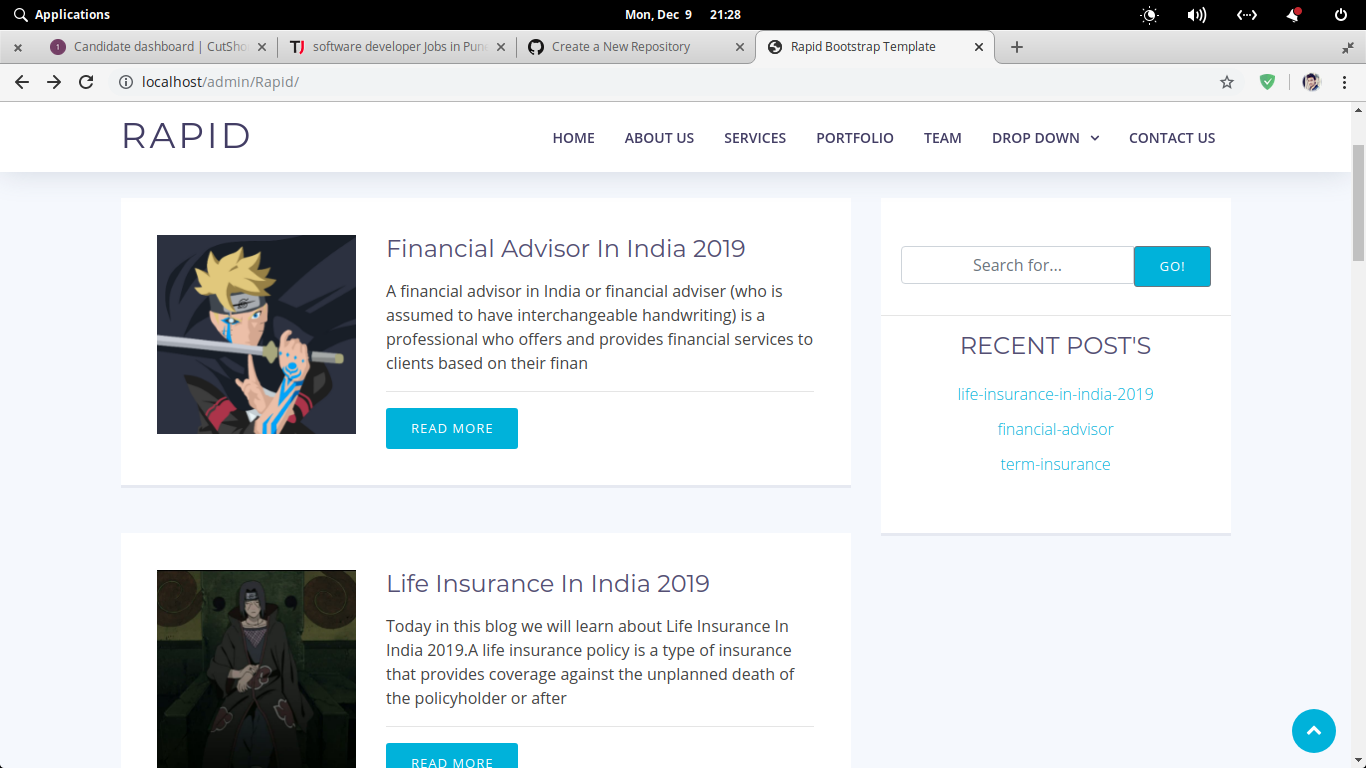 Applications
Mon, Dec 9 21:28
1 Candidate dashboard | CutSho
TJ software developer Jobs in Pun
Create a New Repository
Rapid Bootstrap Template
localhost/admin/Rapid/
RAPID
HOME ABOUT US SERVICES PORTFOLIO TEAM DROP DOWN CONTACT US
Financial Advisor In India 2019
A financial advisor in India or financial adviser (who is
assumed to have interchangeable handwriting) is a
professional who offers and provides financial services to
clients based on their finan
READ MORE
Life Insurance In India 2019
Today in this blog we will learn about Life Insurance In
India 2019.A life insurance policy is a type of insurance
that provides coverage against the unplanned death of
the policyholder or after
READ MORE
Search for... GO!
RECENT POST'S
life-insurance-in-india-2019
financial-advisor
term-insurance